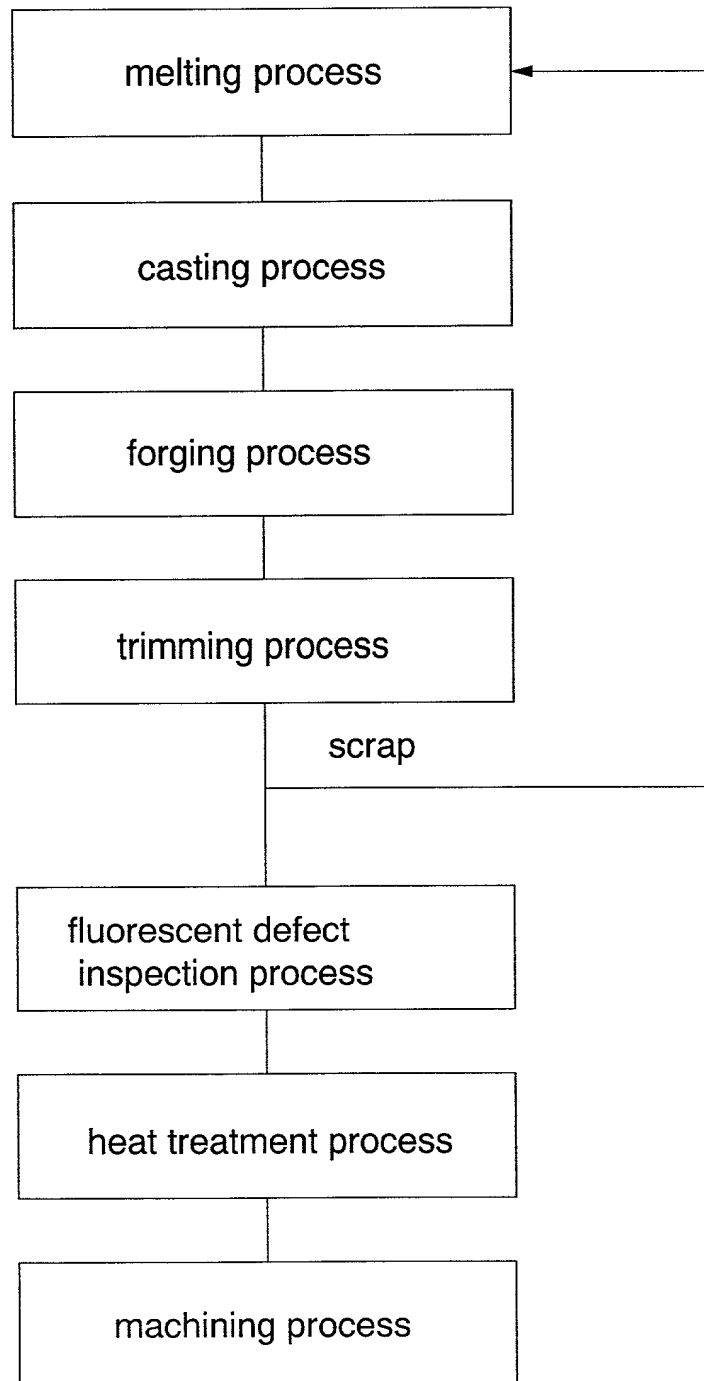 melting process
casting process
forging process
trimming process
scrap
fluorescent defect
inspection process
heat treatment process
machining process